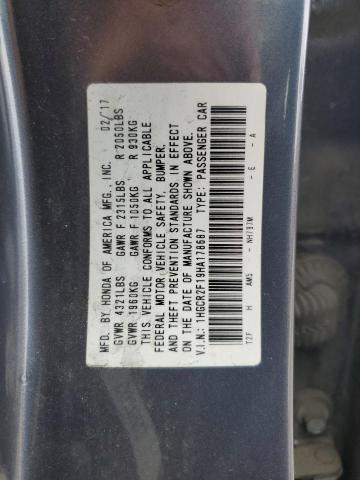 MFD. BY HONDA OF AMERICA MFG., INC. 02/17
GVWR 4321LBS GAWR F 2315LBS R 2050LBS
GVWR 1960KG GAWR F 1050KG R 930KG
THIS VEHICLE CONFORMS TO ALL APPLICABLE
FEDERAL MOTOR VEHICLE SAFETY, BUMPER,
AND THEFT PREVENTION STANDARDS IN EFFECT
ON THE DATE OF MANUFACTURE SHOWN ABOVE.
V.I.N.: 1HGCR2F19HA178687 TYPE: PASSENGER CAR
T2F H AM5 - NH797M - E - A